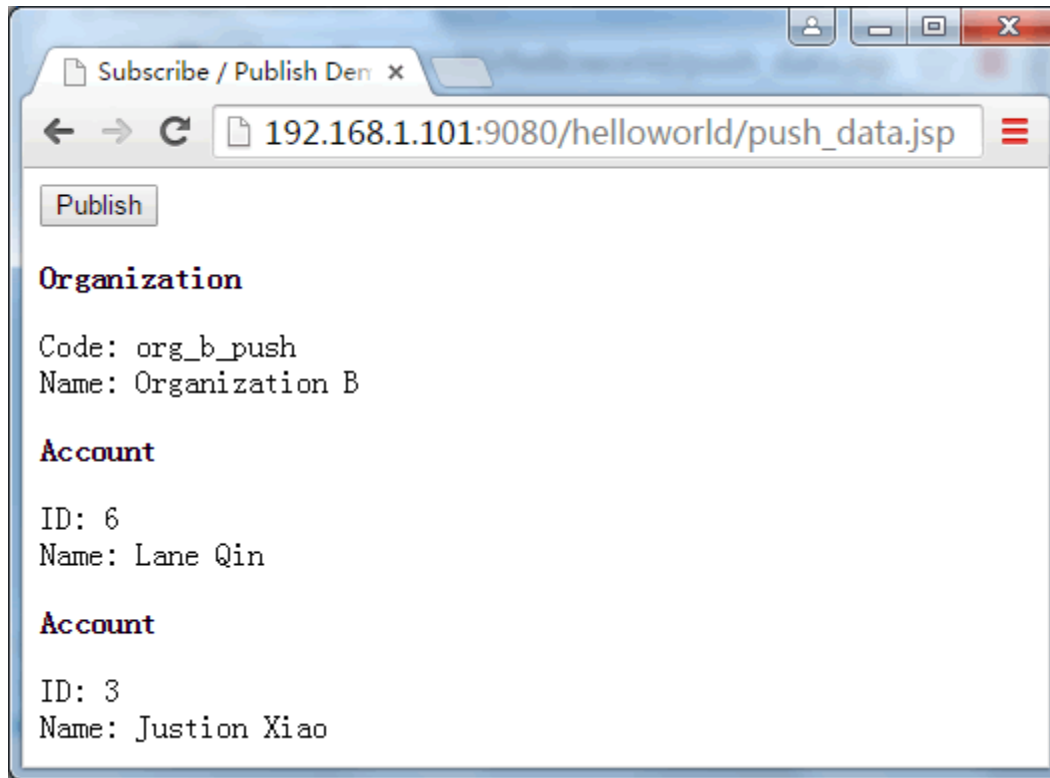 Subscribe / Publish Dem
192.168.1.101:9080/helloworld/push_data.jsp
Publish
Organization
Code: org_b_push
Name: Organization B
Account
ID: 6
Name: Lane Qin
Account
ID: 3
Name: Justion Xiao